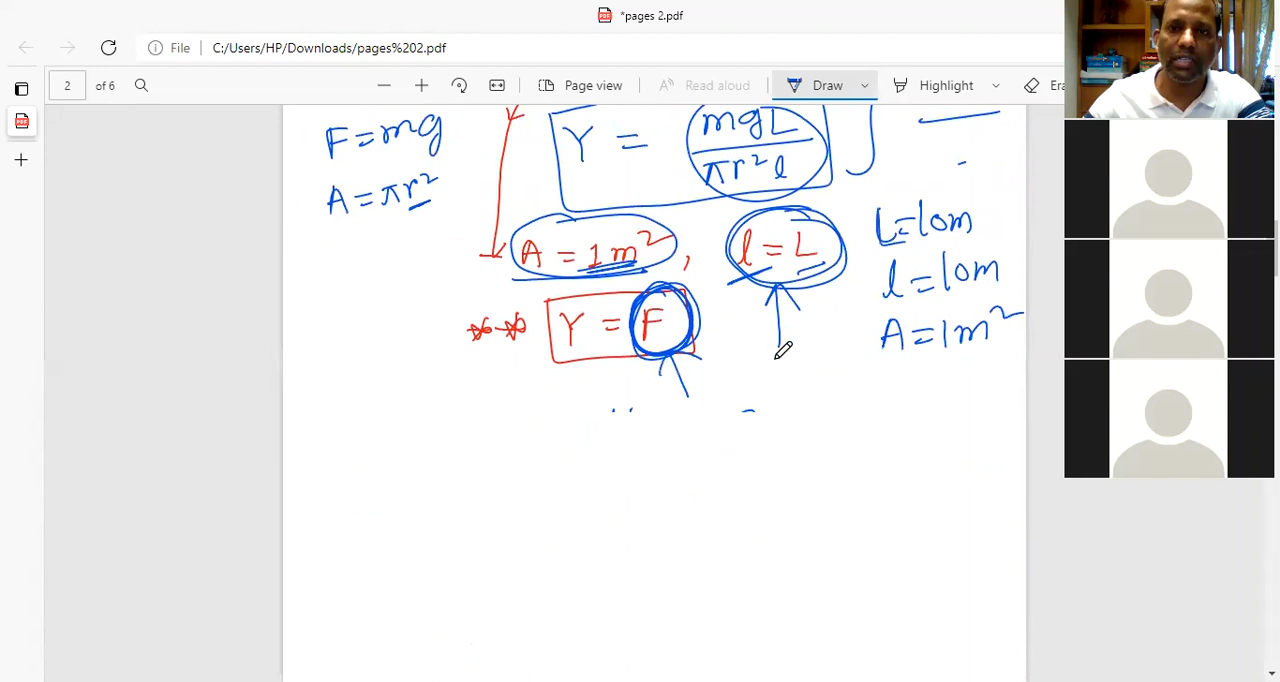 *pages 2.pdf
File C:/Users/HP/Downloads/pages%202.pdf
2 of 6 Page view Read aloud Draw Highlight Era
F=mg
A=πr²
Y = mgL
πr²l
A = 1m², l = L
L=10m
l=10m
Y = F
A=1m²